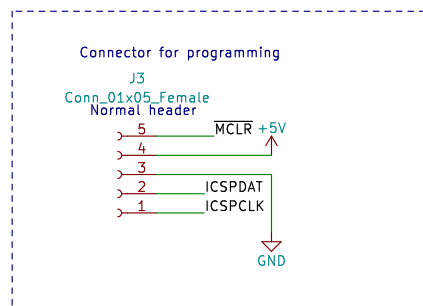 Connector for programming
J3
Conn_01x05_Female
Normal header
5 MCLR +5V
4
3
2 ICSPDAT
1 ICSPCLK
GND